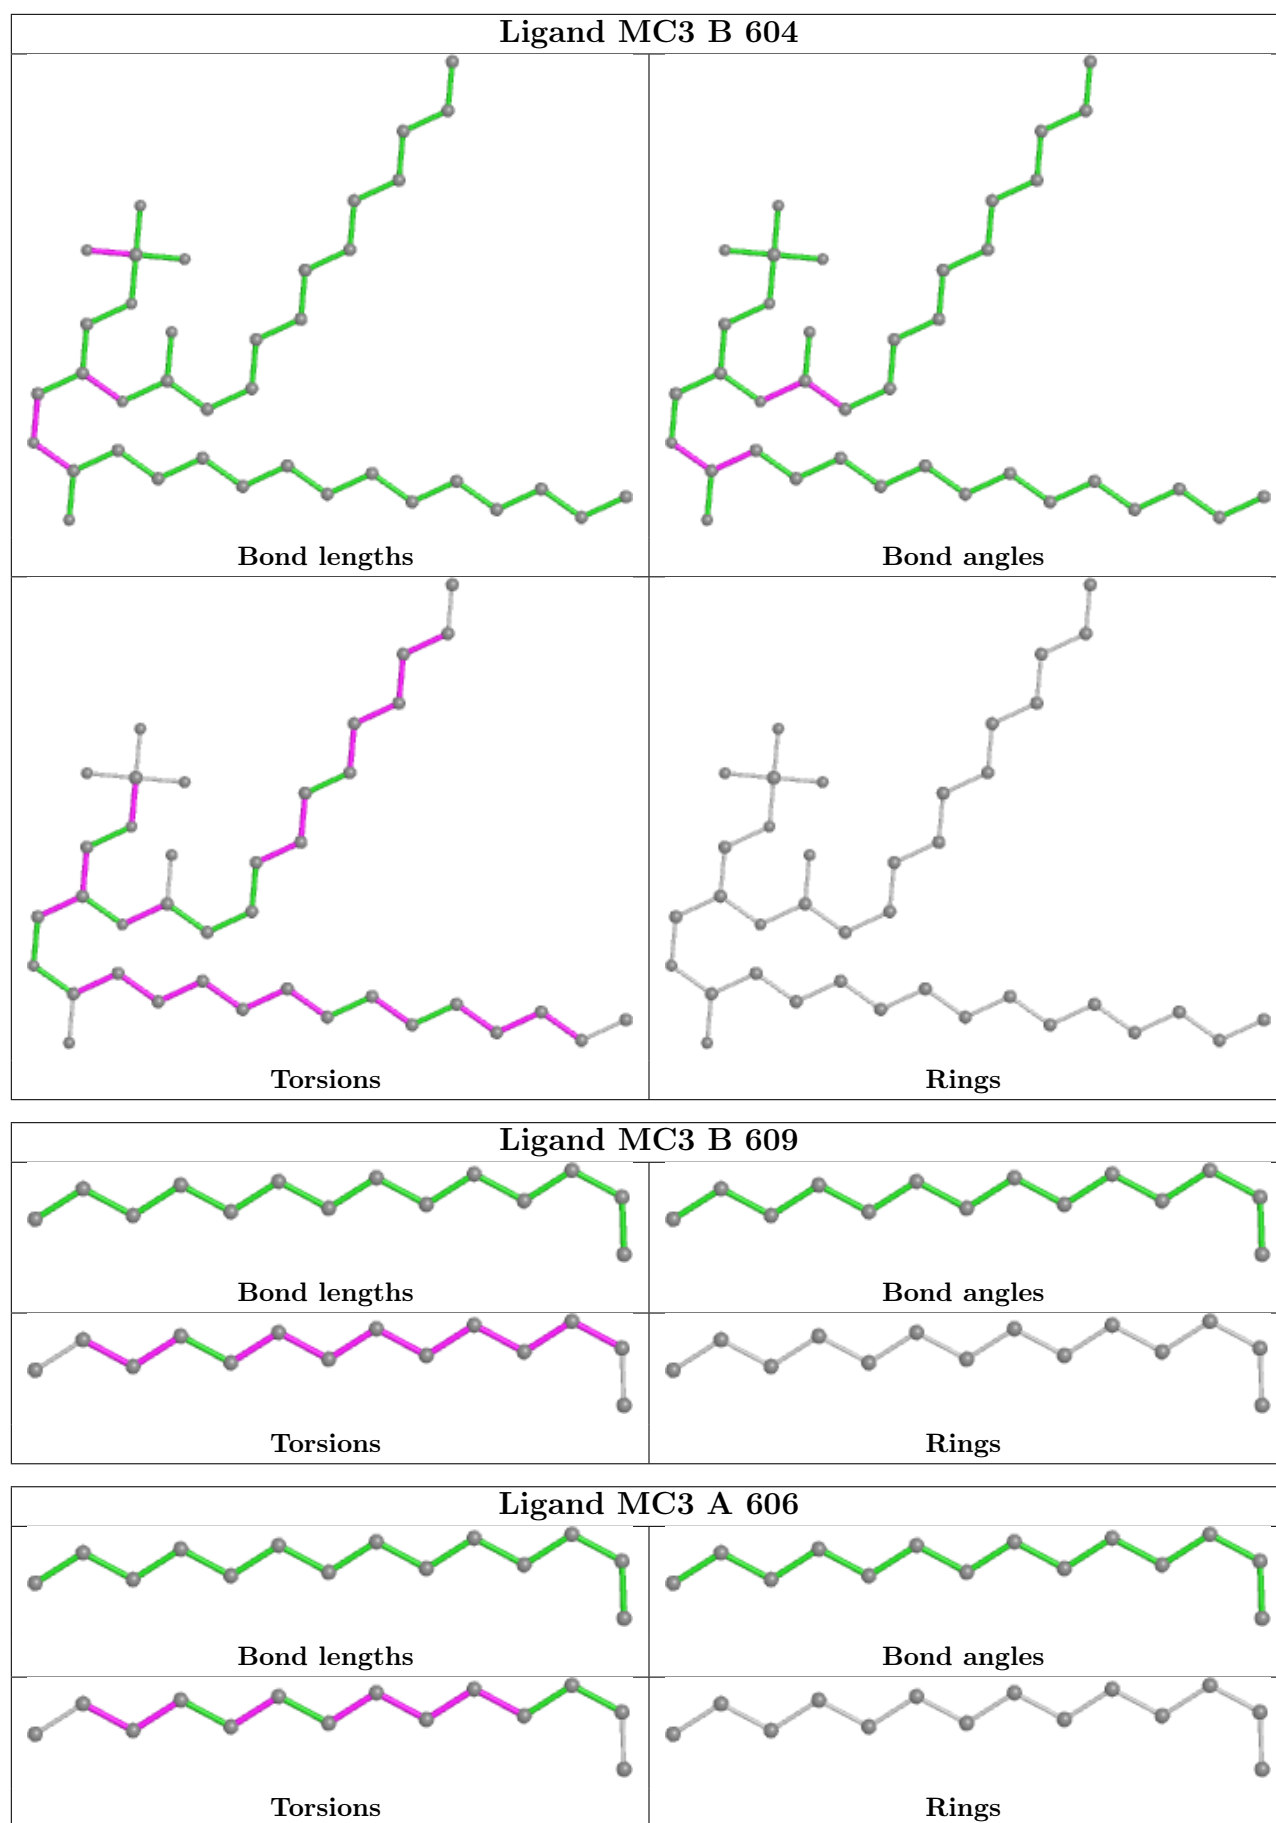 Ligand MC3 B 604
Bond lengths
Bond angles
Torsions
Rings
Ligand MC3 B 609
Bond lengths
Bond angles
Torsions
Rings
Ligand MC3 A 606
Bond lengths
Bond angles
Torsions
Rings